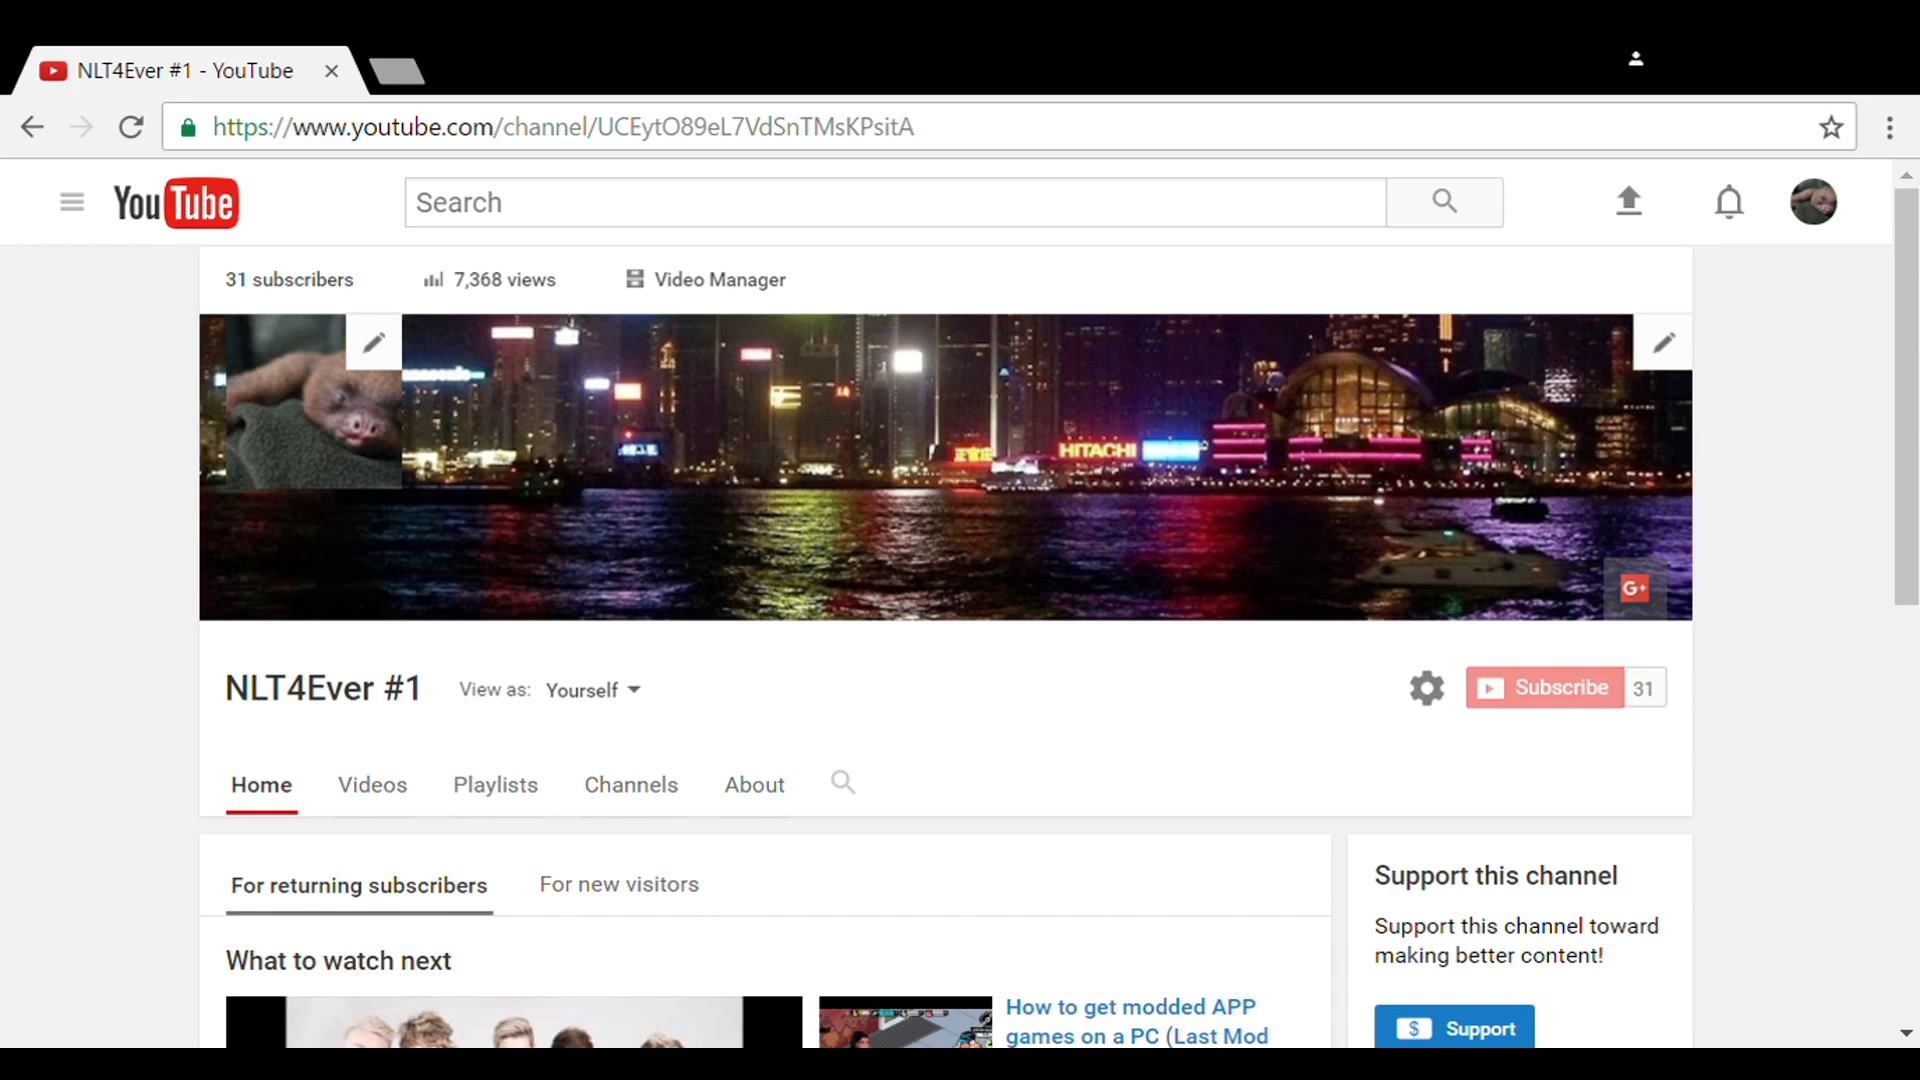 NLT4Ever #1 - YouTube
https://www.youtube.com/channel/UCEytO89eL7VdSnTMsKPsitA
YouTube
Search
31 subscribers
7,368 views
Video Manager
HITACHI
G+
NLT4Ever #1
View as: Yourself
Subscribe 31
Home
Videos
Playlists
Channels
About
For returning subscribers
For new visitors
What to watch next
How to get modded APP
games on a PC (Last Mod
Support this channel
Support this channel toward
making better content!
$ Support